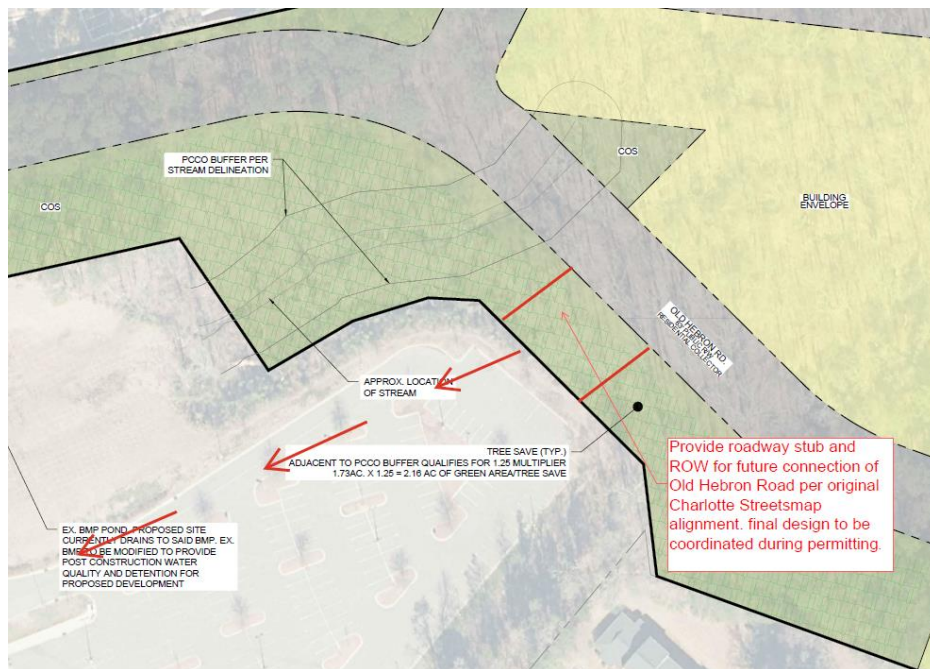 PCCO BUFFER PER
STREAM DELINEATION
COS
COS
BUILDING
ENVELOPE
OLD HEBRON RD.
PUBLIC R/W
RESIDENTIAL COLLECTOR
APPROX. LOCATION
OF STREAM
TREE SAVE (TYP.)
ADJACENT TO PCCO BUFFER QUALIFIES FOR 1.25 MULTIPLIER
1.73AC. X 1.25 = 2.16 AC OF GREEN AREA/TREE SAVE
Provide roadway stub and
ROW for future connection of
Old Hebron Road per original
Charlotte Streetsmap
alignment. final design to be
coordinated during permitting.
EX. BMP POND. PROPOSED SITE
CURRENTLY DRAINS TO SAID BMP. EX.
BMP TO BE MODIFIED TO PROVIDE
POST CONSTRUCTION WATER
QUALITY AND DETENTION FOR
PROPOSED DEVELOPMENT